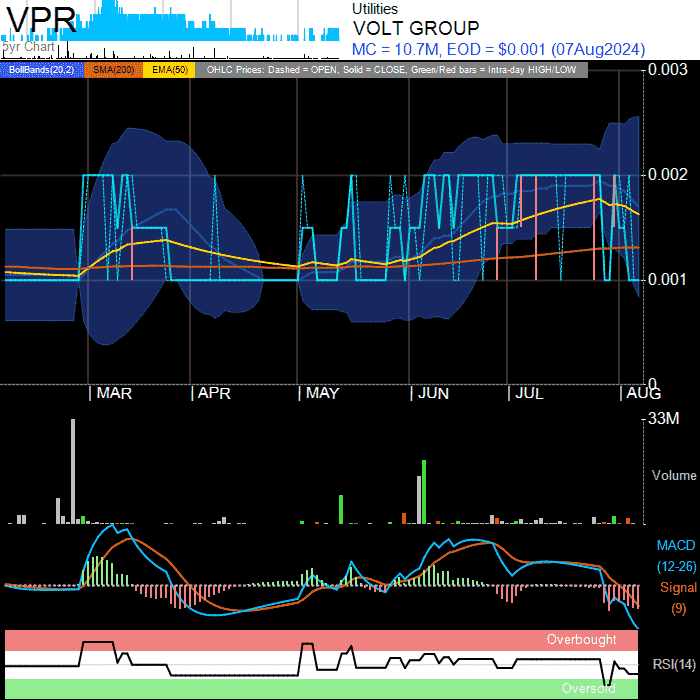 VPR
5yr Chart
Utilities
VOLT GROUP
MC = 10.7M, EOD = $0.001 (07Aug2024)
BollBands(20,2) SMA(200) EMA(50) OHLC Prices: Dashed = OPEN, Solid = CLOSE, Green/Red bars = Intra-day HIGH/LOW
0.003
0.002
0.001
0
| MAR | APR | MAY | JUN | JUL | AUG
33M
Volume
MACD
(12-26)
Signal
(9)
Overbought
RSI(14)
Oversold